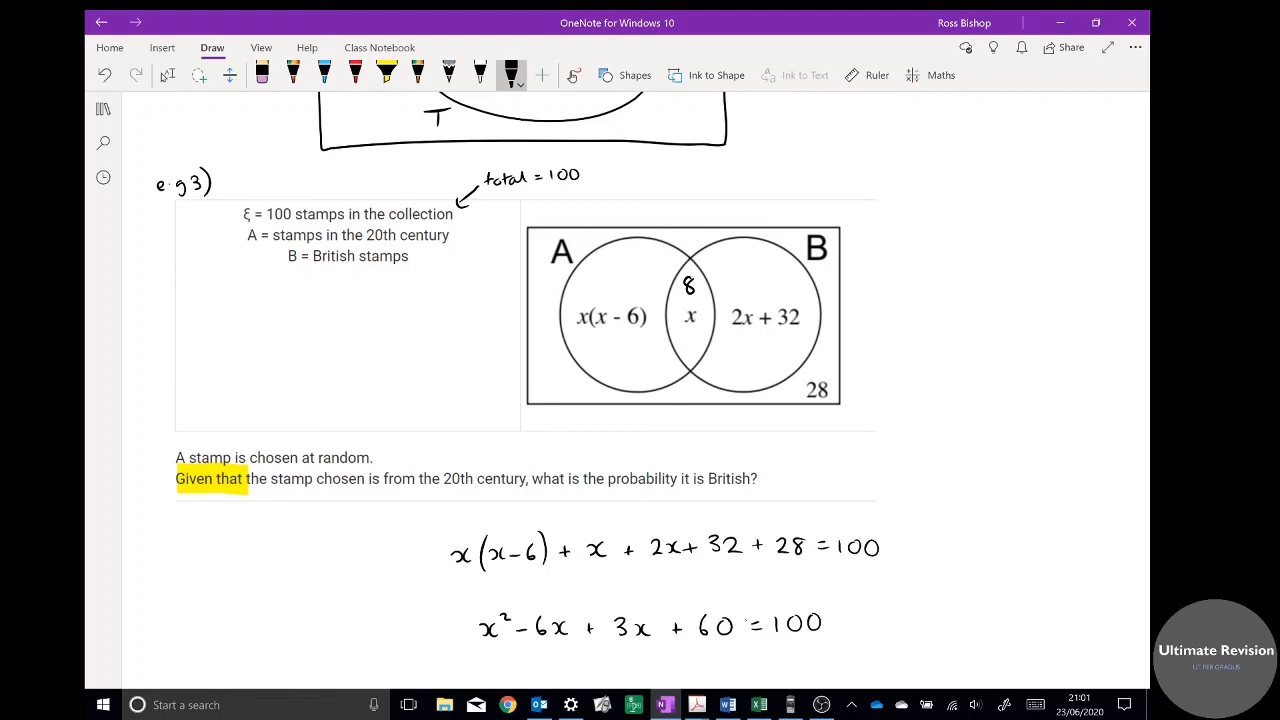 OneNote for Windows 10
Ross Bishop
Home Insert Draw View Help Class Notebook
Share
Shapes Ink to Shape Ink to Text Ruler Maths
T
e.g 3)
total = 100
ξ = 100 stamps in the collection
A = stamps in the 20th century
B = British stamps
A B
8
x(x - 6) x 2x + 32
28
A stamp is chosen at random.
Given that the stamp chosen is from the 20th century, what is the probability it is British?
x(x-6) + x + 2x + 32 + 28 = 100
x² - 6x + 3x + 60 = 100
Ultimate Revision
UT PER GRADUS
Start a search
21:01
23/06/2020